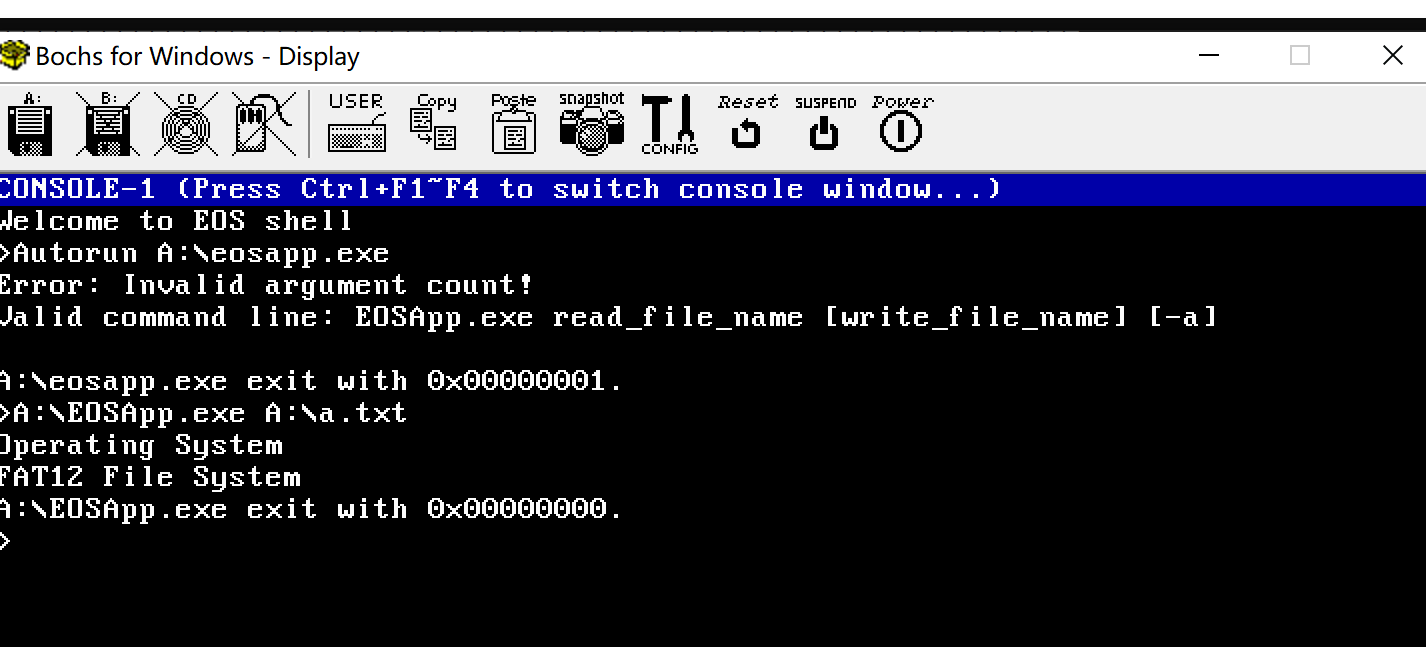 Bochs for Windows - Display
A: B: CD USER Copy Paste snapshot CONFIG Reset SUSPEND Power
CONSOLE-1 (Press Ctrl+F1~F4 to switch console window...)
Welcome to EOS shell
>Autorun A:\eosapp.exe
Error: Invalid argument count!
Valid command line: EOSApp.exe read_file_name [write_file_name] [-a]
A:\eosapp.exe exit with 0x00000001.
>A:\EOSApp.exe A:\a.txt
Operating System
FAT12 File System
A:\EOSApp.exe exit with 0x00000000.
>